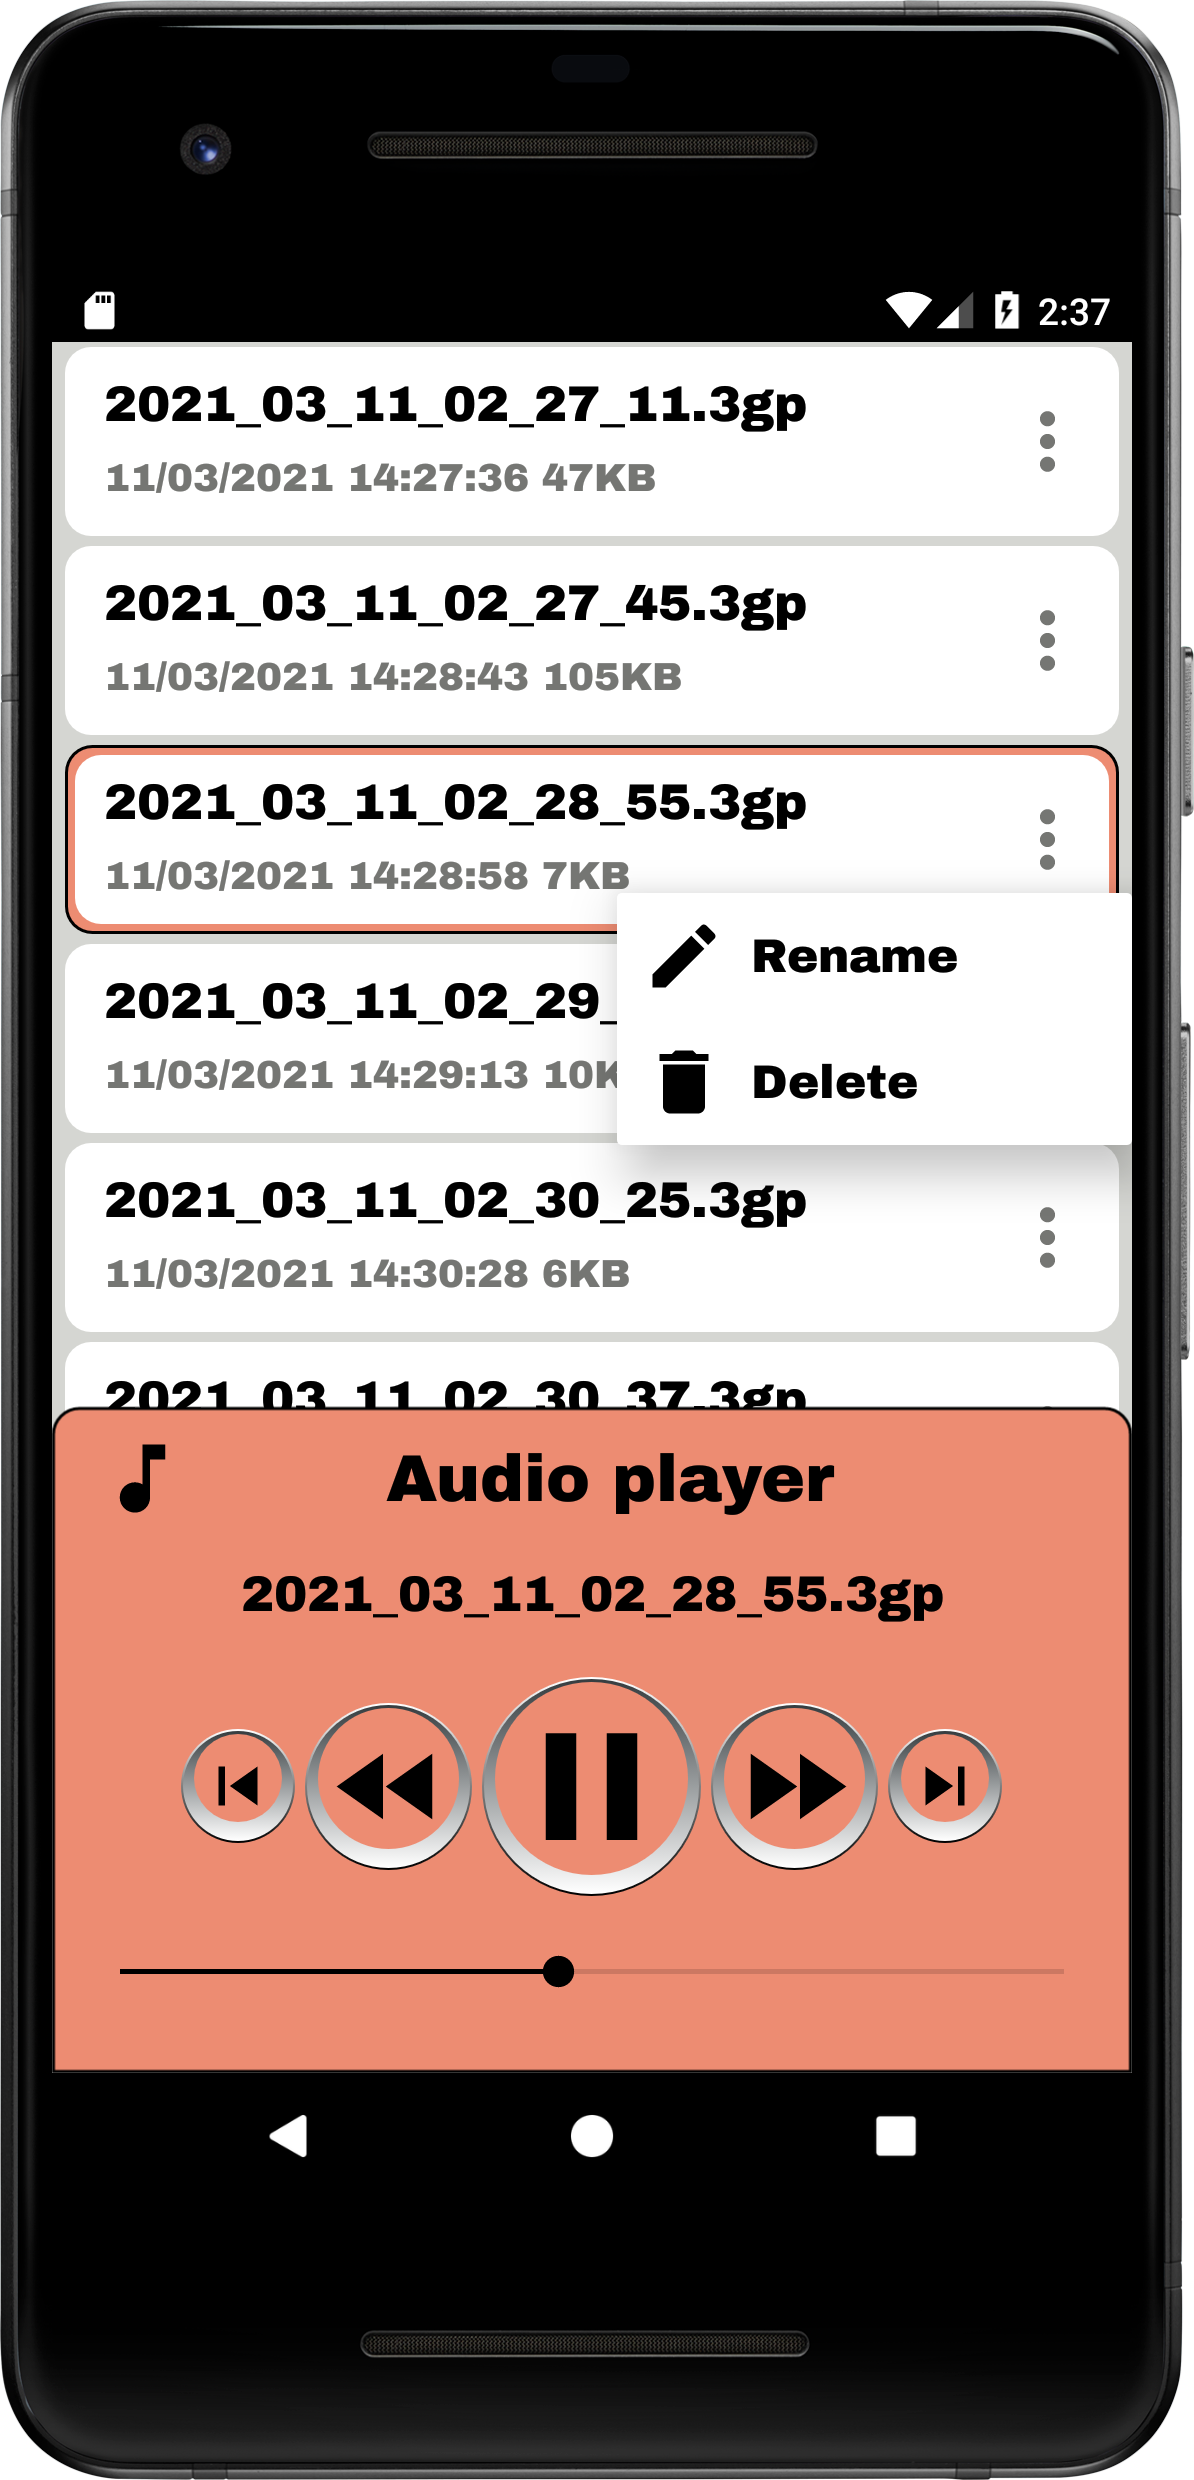 2:37
2021_03_11_02_27_11.3gp
11/03/2021 14:27:36 47KB
2021_03_11_02_27_45.3gp
11/03/2021 14:28:43 105KB
2021_03_11_02_28_55.3gp
11/03/2021 14:28:58 7KB
Rename
2021_03_11_02_29_
11/03/2021 14:29:13 10K
Delete
2021_03_11_02_30_25.3gp
11/03/2021 14:30:28 6KB
2021_03_11_02_30_37.3gp
Audio player
2021_03_11_02_28_55.3gp